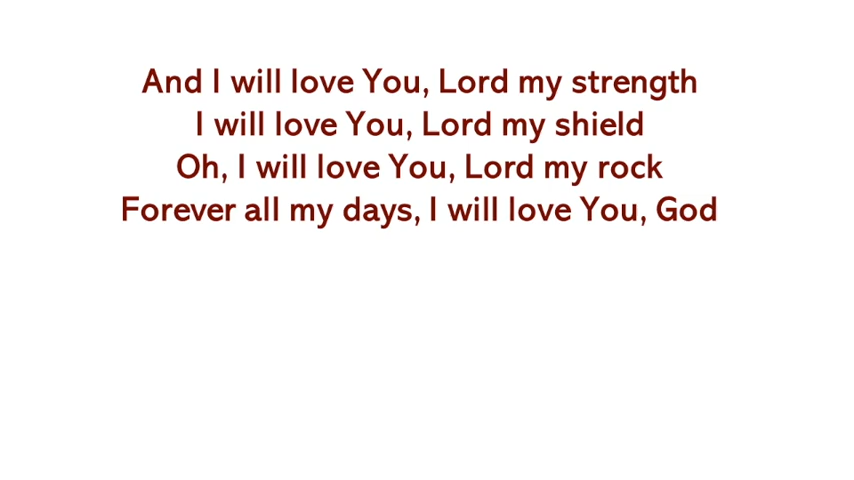 And I will love You, Lord my strength
I will love You, Lord my shield
Oh, I will love You, Lord my rock
Forever all my days, I will love You, God